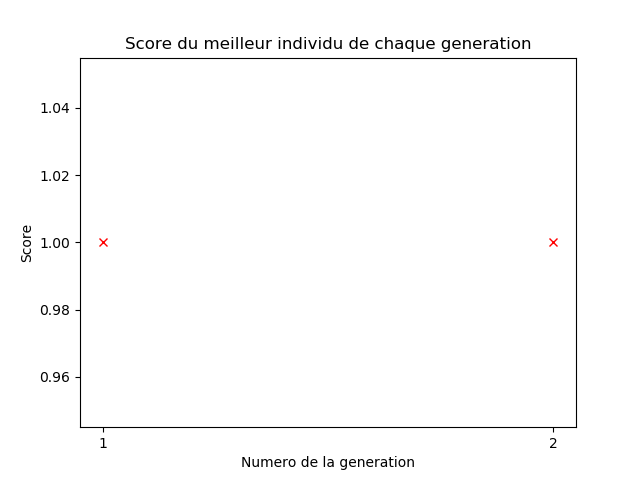 Score du meilleur individu de chaque generation
1.04
1.02
1.00
0.98
0.96
Score
1 2
Numero de la generation